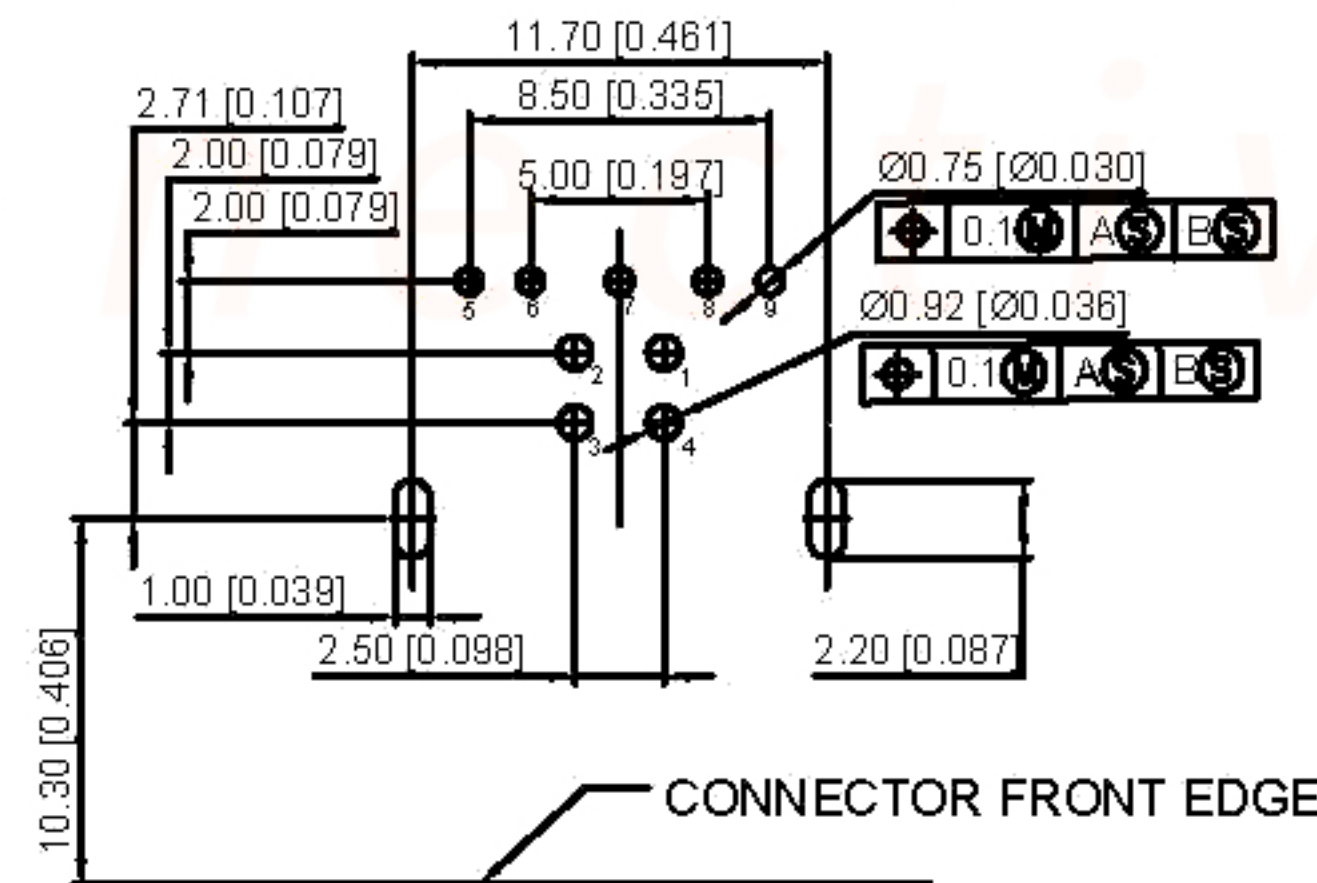 11.70 [0.461]
2.71 [0.107]
8.50 [0.335]
2.00 [0.079]
5.00 [0.197]
Ø0.75 [Ø0.030]
2.00 [0.079]
0.1 Ⓜ A Ⓢ B Ⓢ
5 6 7 8 9
Ø0.92 [Ø0.036]
2 1
0.1 Ⓜ A Ⓢ B Ⓢ
3 4
1.00 [0.039]
2.50 [0.098]
2.20 [0.087]
10.30 [0.406]
CONNECTOR FRONT EDGE